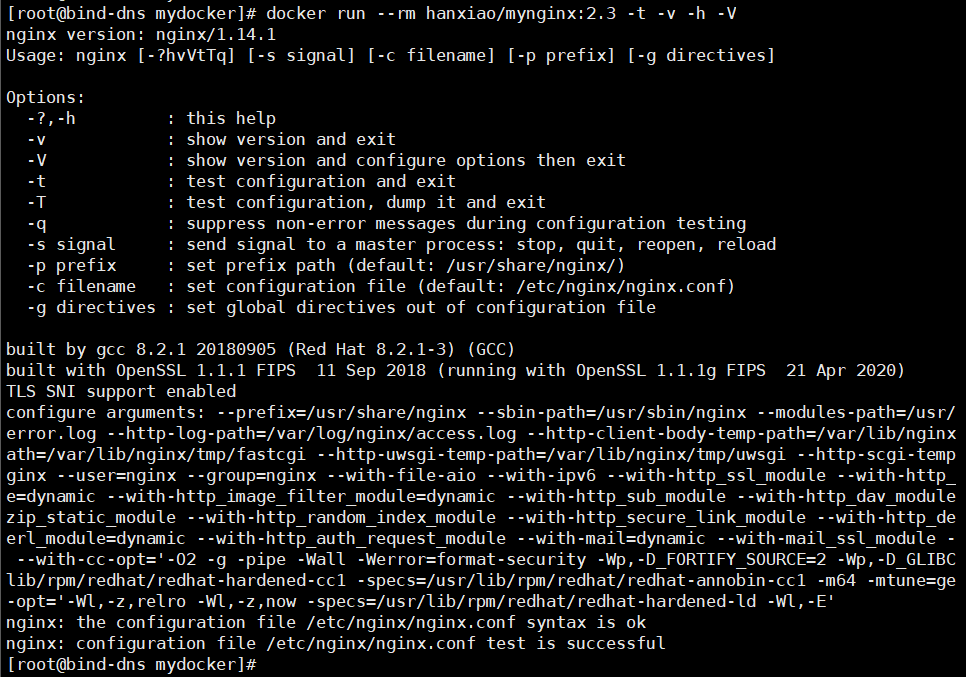 [root@bind-dns mydocker]# docker run --rm hanxiao/mynginx:2.3 -t -v -h -V
nginx version: nginx/1.14.1
Usage: nginx [-?hvVtTq] [-s signal] [-c filename] [-p prefix] [-g directives]

Options:
  -?,-h         : this help
  -v            : show version and exit
  -V            : show version and configure options then exit
  -t            : test configuration and exit
  -T            : test configuration, dump it and exit
  -q            : suppress non-error messages during configuration testing
  -s signal     : send signal to a master process: stop, quit, reopen, reload
  -p prefix     : set prefix path (default: /usr/share/nginx/)
  -c filename   : set configuration file (default: /etc/nginx/nginx.conf)
  -g directives : set global directives out of configuration file

built by gcc 8.2.1 20180905 (Red Hat 8.2.1-3) (GCC)
built with OpenSSL 1.1.1 FIPS  11 Sep 2018 (running with OpenSSL 1.1.1g FIPS  21 Apr 2020)
TLS SNI support enabled
configure arguments: --prefix=/usr/share/nginx --sbin-path=/usr/sbin/nginx --modules-path=/usr/
error.log --http-log-path=/var/log/nginx/access.log --http-client-body-temp-path=/var/lib/nginx
ath=/var/lib/nginx/tmp/fastcgi --http-uwsgi-temp-path=/var/lib/nginx/tmp/uwsgi --http-scgi-temp
ginx --user=nginx --group=nginx --with-file-aio --with-ipv6 --with-http_ssl_module --with-http_
e=dynamic --with-http_image_filter_module=dynamic --with-http_sub_module --with-http_dav_module
zip_static_module --with-http_random_index_module --with-http_secure_link_module --with-http_de
erl_module=dynamic --with-http_auth_request_module --with-mail=dynamic --with-mail_ssl_module -
 --with-cc-opt='-O2 -g -pipe -Wall -Werror=format-security -Wp,-D_FORTIFY_SOURCE=2 -Wp,-D_GLIBC
lib/rpm/redhat/redhat-hardened-cc1 -specs=/usr/lib/rpm/redhat/redhat-annobin-cc1 -m64 -mtune=ge
-opt='-Wl,-z,relro -Wl,-z,now -specs=/usr/lib/rpm/redhat/redhat-hardened-ld -Wl,-E'
nginx: the configuration file /etc/nginx/nginx.conf syntax is ok
nginx: configuration file /etc/nginx/nginx.conf test is successful
[root@bind-dns mydocker]#